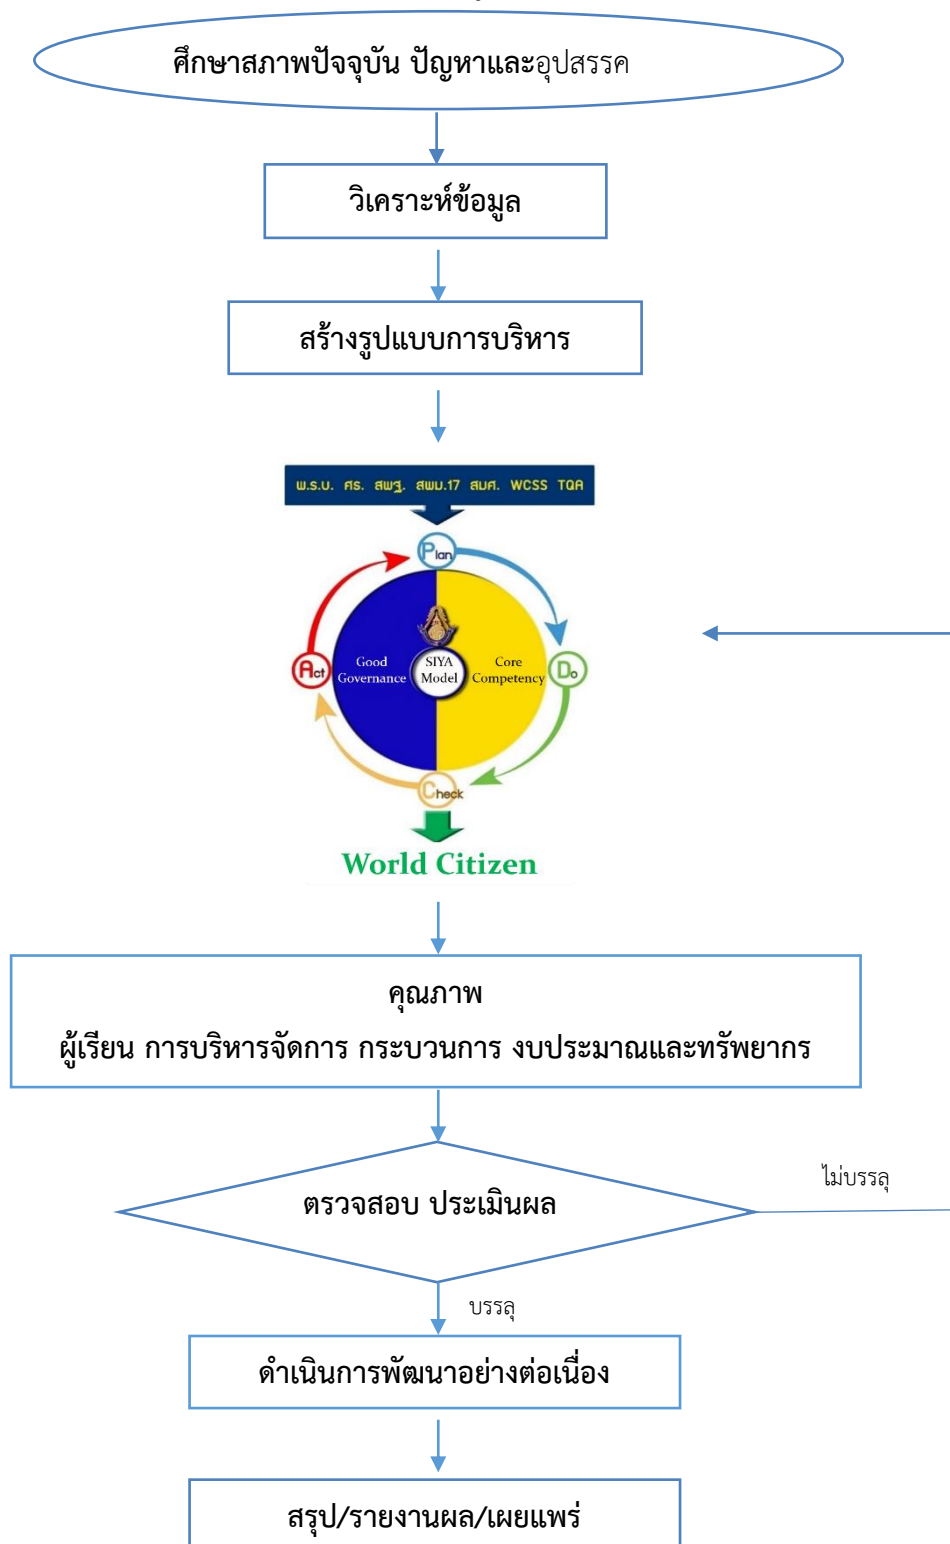 ศึกษาสภาพปัจจุบัน ปัญหาและอุปสรรค
วิเคราะห์ข้อมูล
สร้างรูปแบบการบริหาร
พ.ร.บ. ศธ. สพฐ. สพม.17 สมศ. WCSS TQA
Plan
Act
Good Governance
SIYA Model
Core Competency
Do
Check
World Citizen
คุณภาพ
ผู้เรียน การบริหารจัดการ กระบวนการ งบประมาณและทรัพยากร
ไม่บรรลุ
ตรวจสอบ ประเมินผล
บรรลุ
ดำเนินการพัฒนาอย่างต่อเนื่อง
สรุป/รายงานผล/เผยแพร่